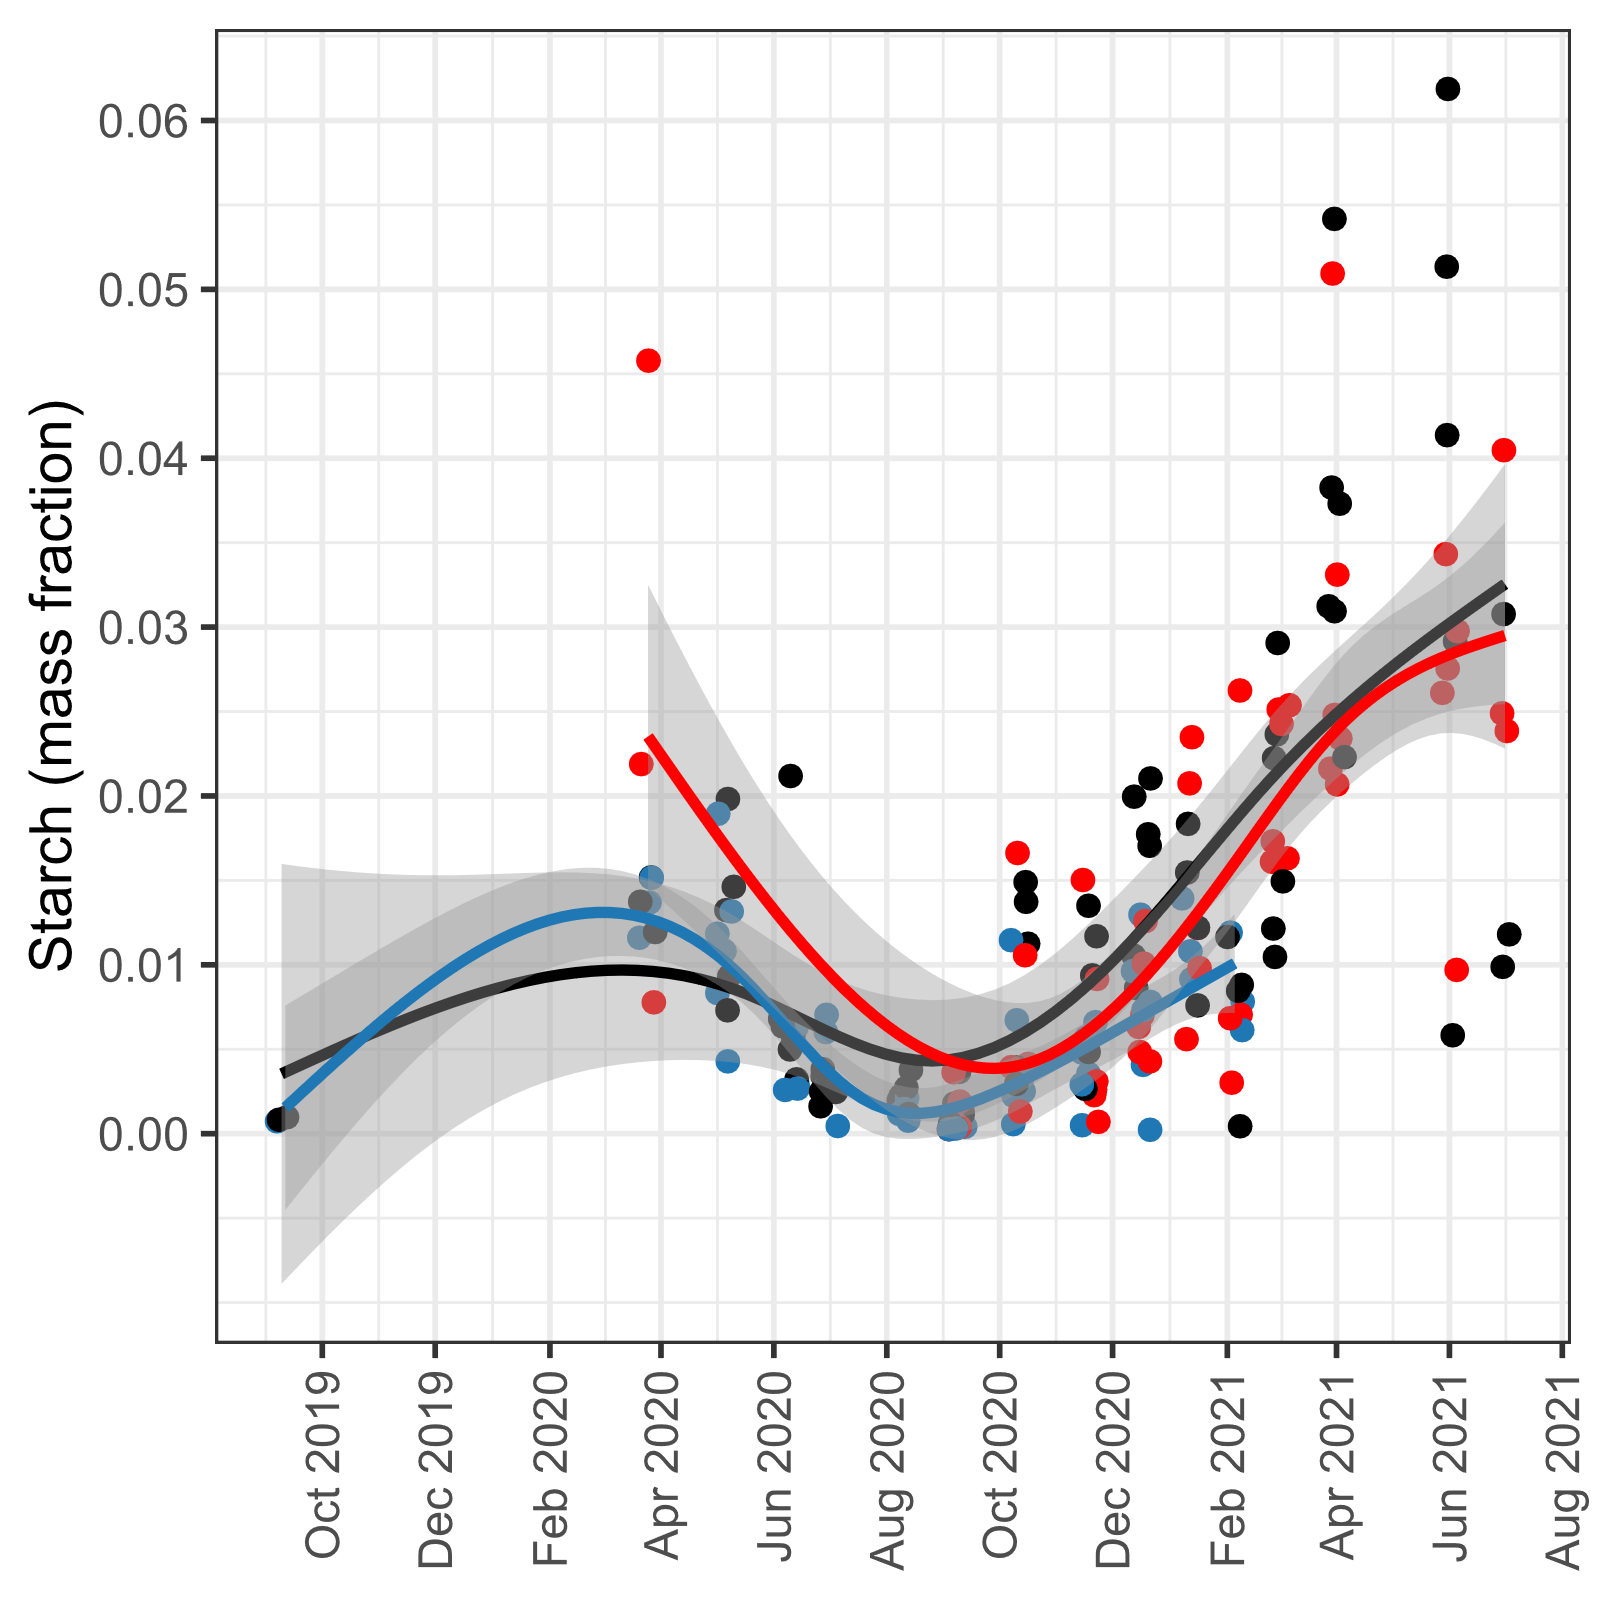 Starch (mass fraction)
0.06
0.05
0.04
0.03
0.02
0.01
0.00
Oct 2019
Dec 2019
Feb 2020
Apr 2020
Jun 2020
Aug 2020
Oct 2020
Dec 2020
Feb 2021
Apr 2021
Jun 2021
Aug 2021